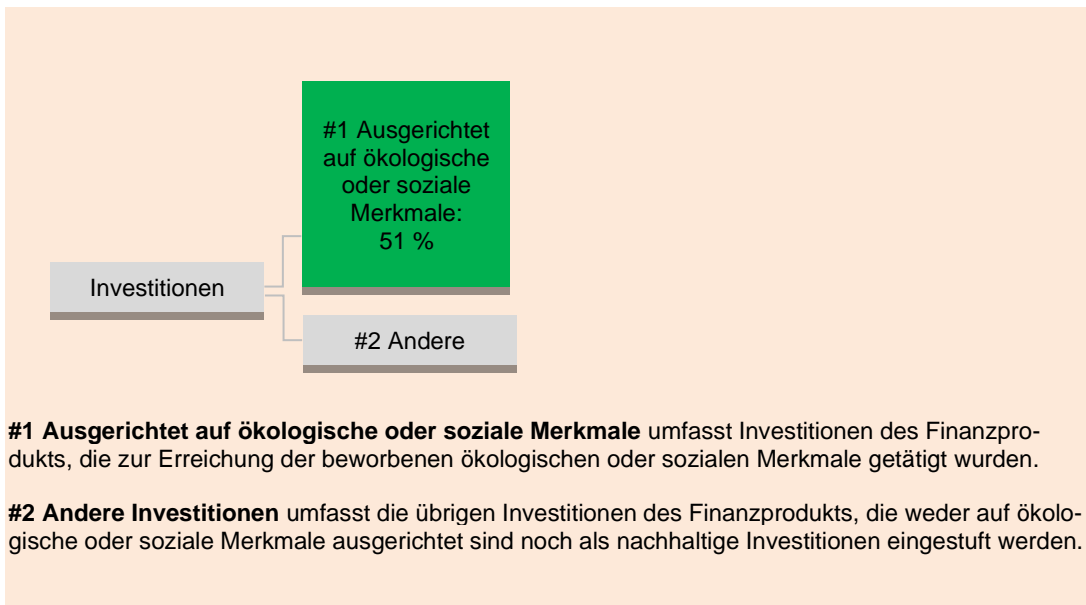 #1 Ausgerichtet
auf ökologische
oder soziale
Merkmale:
51 %
Investitionen
#2 Andere
#1 Ausgerichtet auf ökologische oder soziale Merkmale umfasst Investitionen des Finanzpro-
dukts, die zur Erreichung der beworbenen ökologischen oder sozialen Merkmale getätigt wurden.
#2 Andere Investitionen umfasst die übrigen Investitionen des Finanzprodukts, die weder auf ökolo-
gische oder soziale Merkmale ausgerichtet sind noch als nachhaltige Investitionen eingestuft werden.